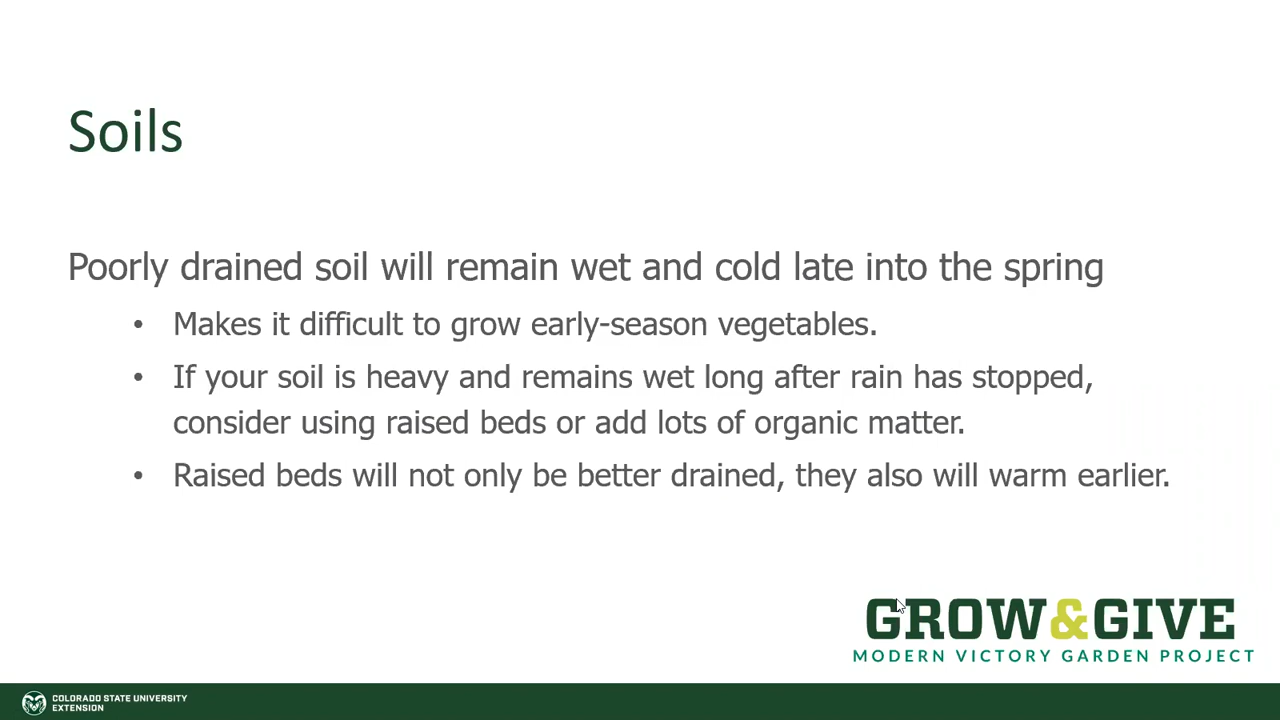 Soils
Poorly drained soil will remain wet and cold late into the spring
• Makes it difficult to grow early-season vegetables.
• If your soil is heavy and remains wet long after rain has stopped,
consider using raised beds or add lots of organic matter.
• Raised beds will not only be better drained, they also will warm earlier.
GROW&GIVE
MODERN VICTORY GARDEN PROJECT
COLORADO STATE UNIVERSITY
EXTENSION